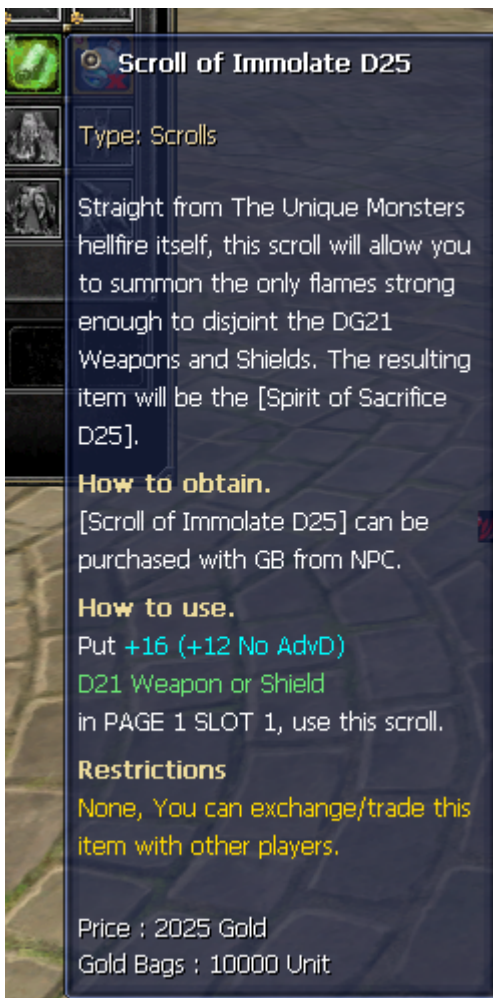 Scroll of Immolate D25
Type: Scrolls
Straight from The Unique Monsters
hellfire itself, this scroll will allow you
to summon the only flames strong
enough to disjoint the DG21
Weapons and Shields. The resulting
item will be the [Spirit of Sacrifice
D25].
How to obtain.
[Scroll of Immolate D25] can be
purchased with GB from NPC.
How to use.
Put +16 (+12 No AdvD)
D21 Weapon or Shield
in PAGE 1 SLOT 1, use this scroll.
Restrictions
None, You can exchange/trade this
item with other players.
Price : 2025 Gold
Gold Bags : 10000 Unit